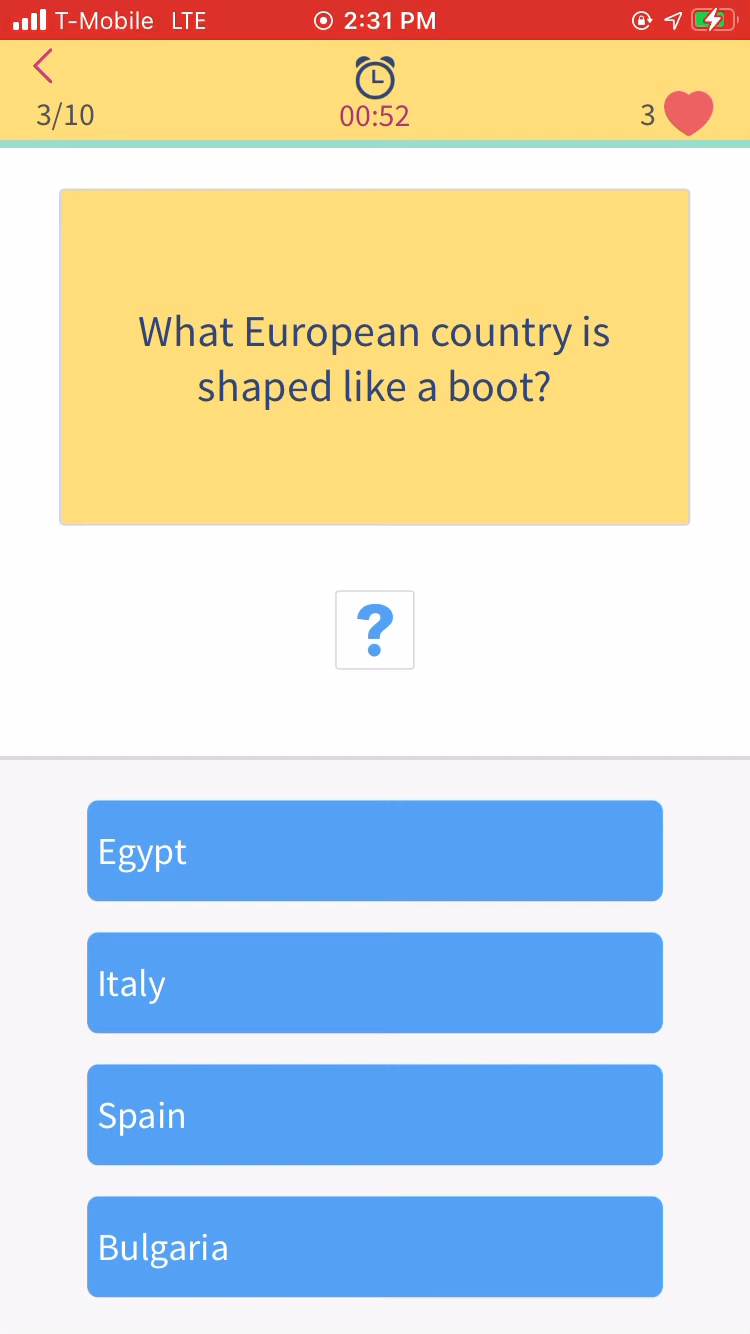 T-Mobile LTE 2:31 PM
3/10 00:52 3
What European country is
shaped like a boot?
?
Egypt
Italy
Spain
Bulgaria